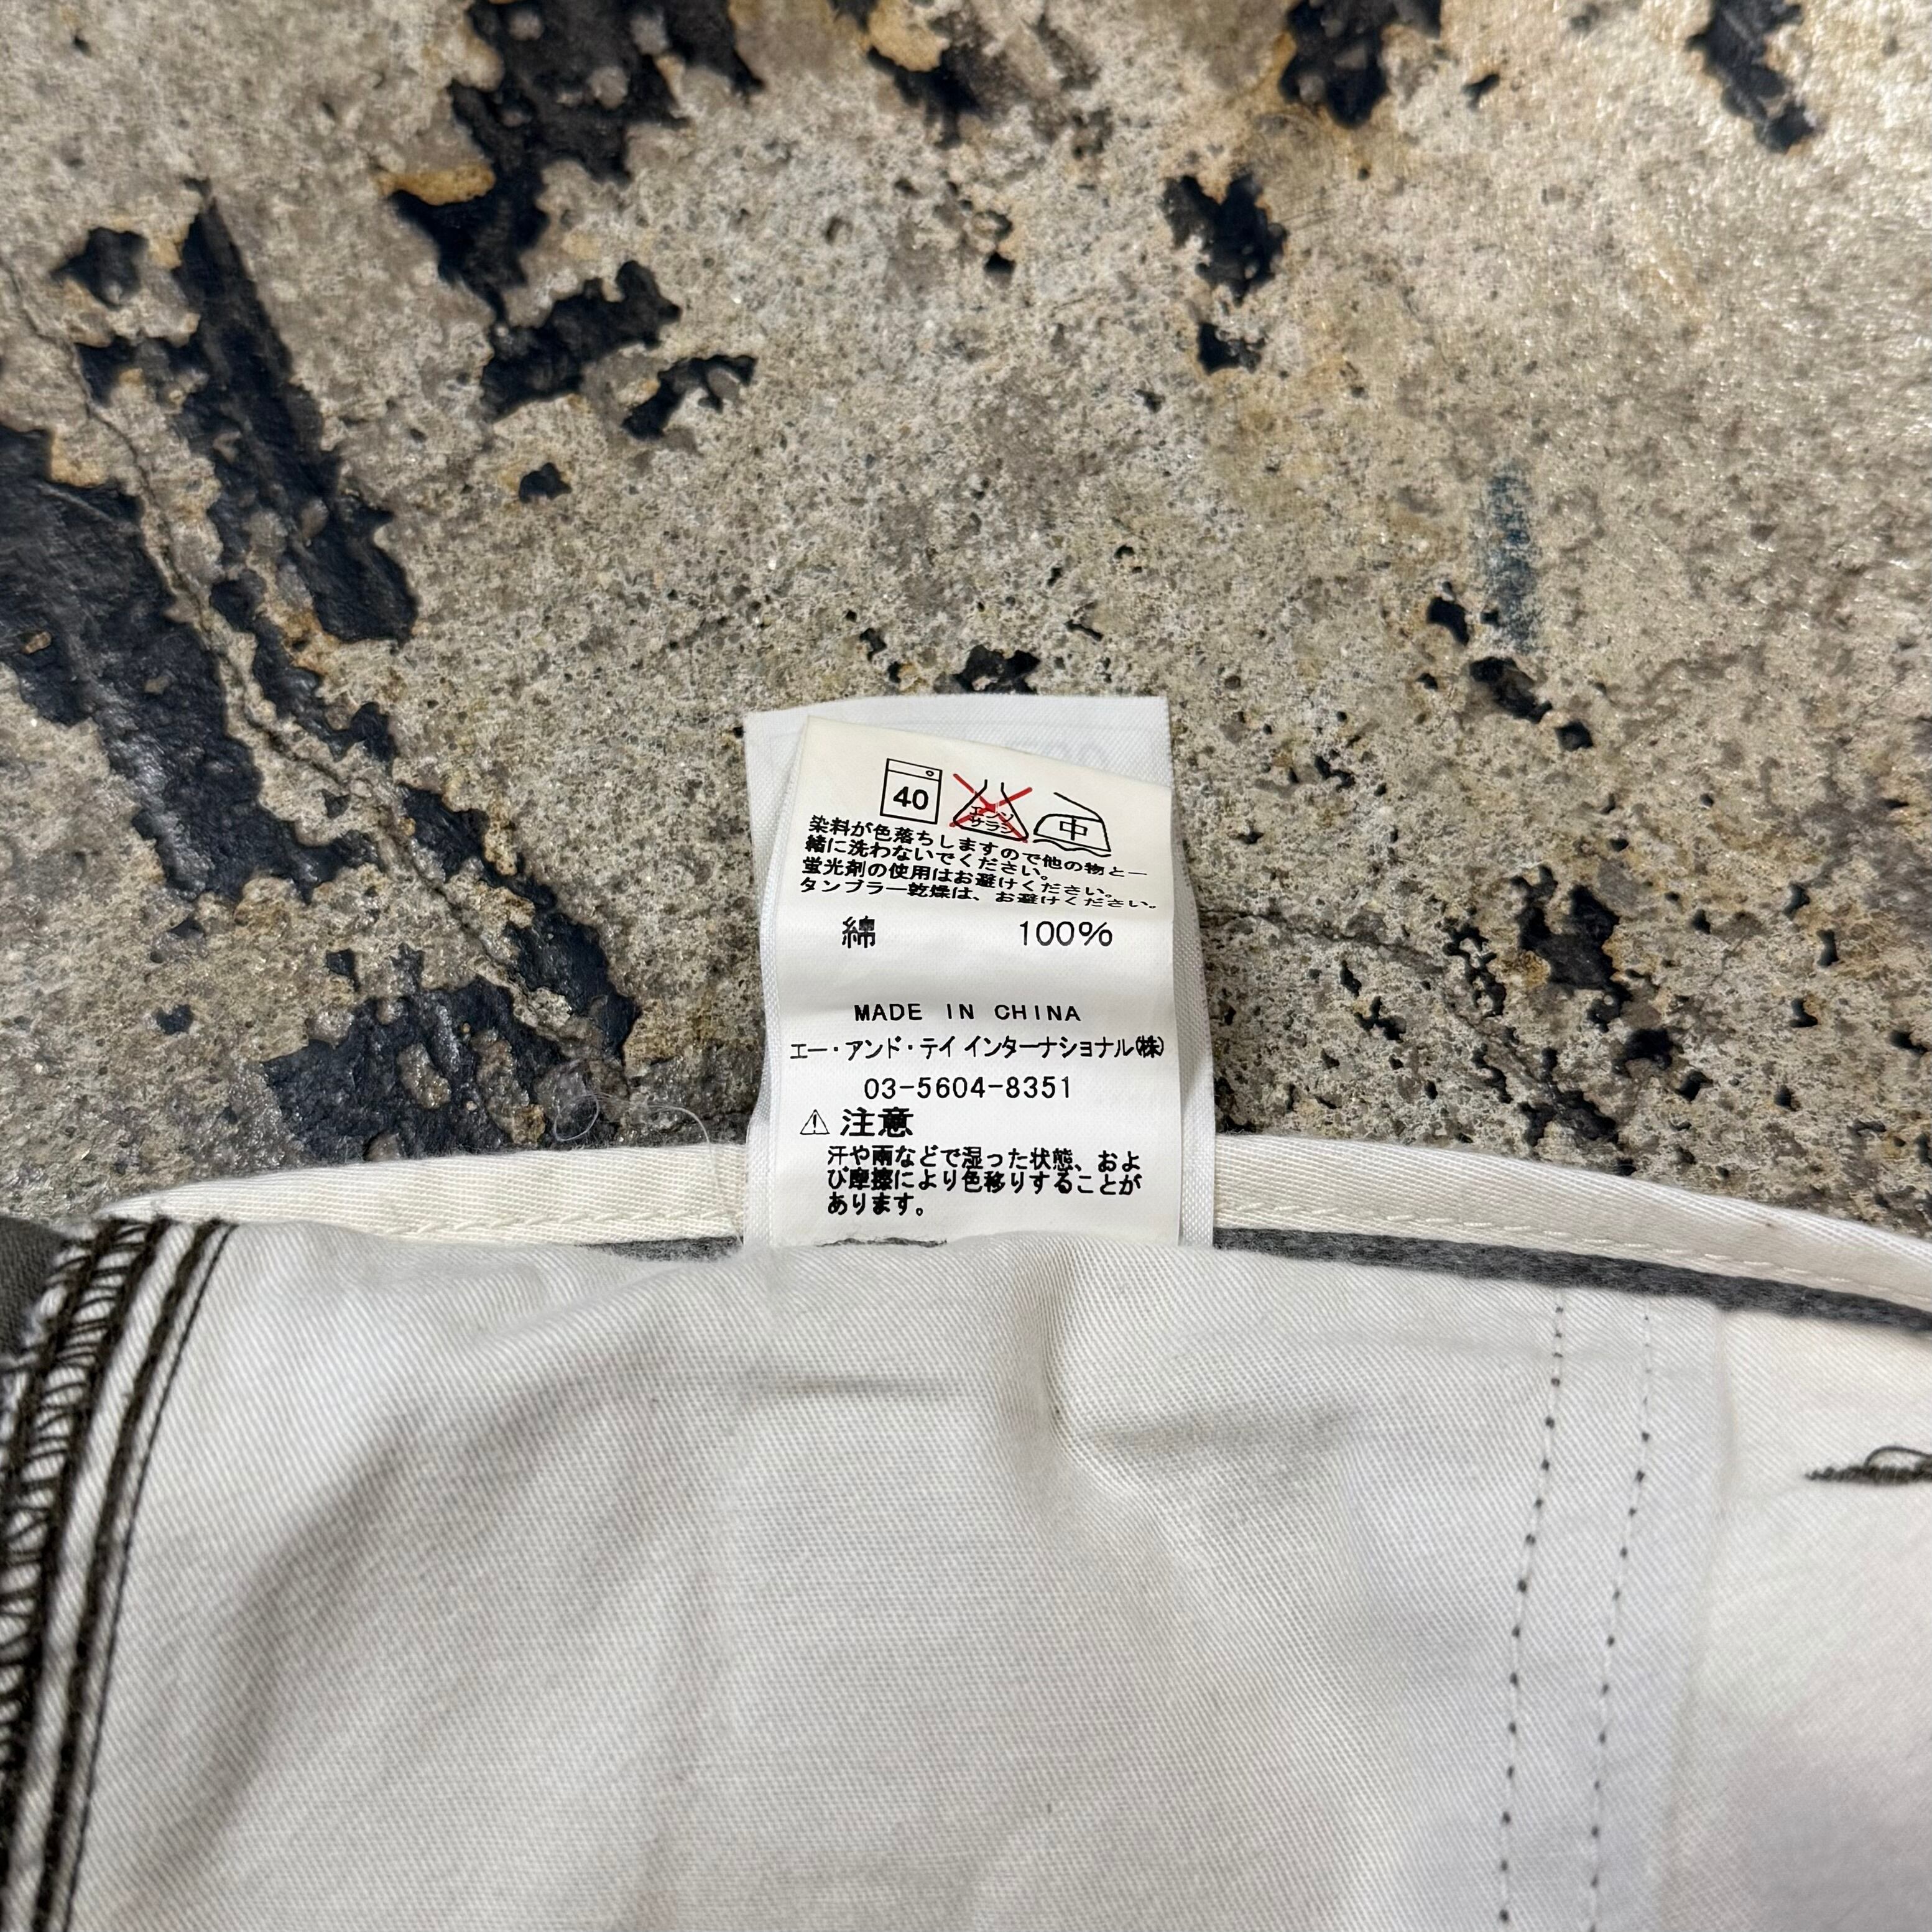 40 エンソサラシ 中
染料が色落ちしますので他の物と一
緒に洗わないでください。
蛍光剤の使用はお避けください。
タンブラー乾燥は、お避けください。
綿 100%
MADE IN CHINA
エー・アンド・テイ インターナショナル㈱
03-5604-8351
⚠ 注意
汗や雨などで湿った状態、およ
び摩擦により色移りすることが
あります。